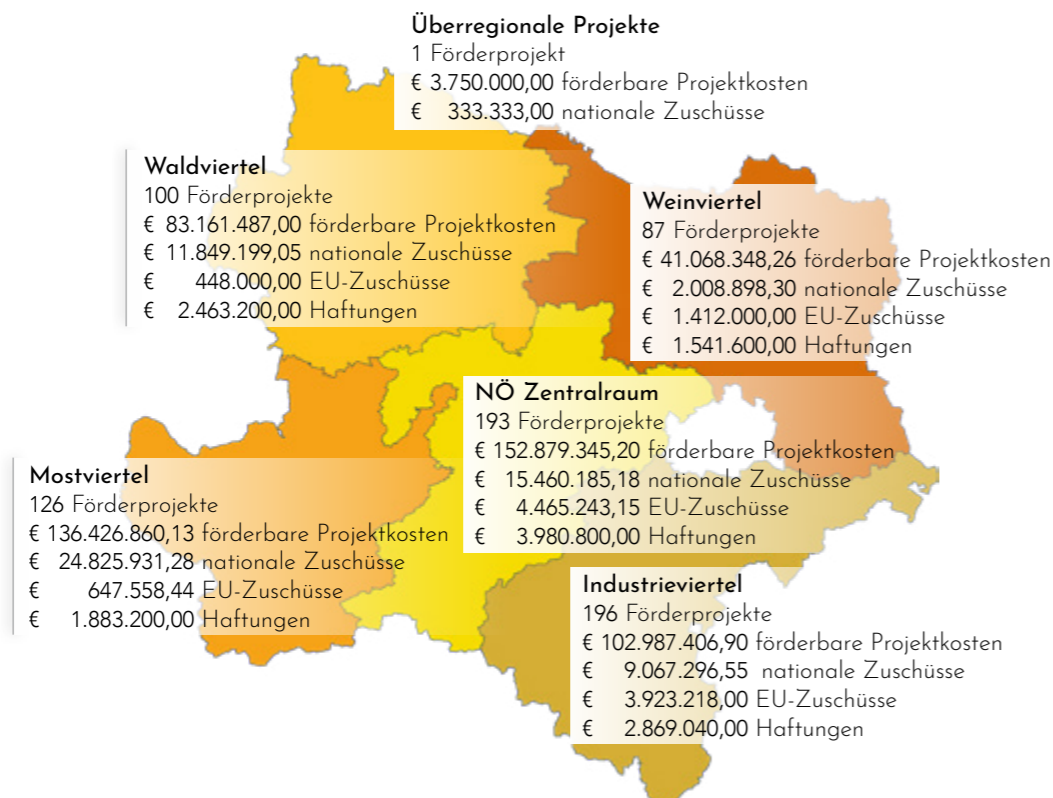 Überregionale Projekte
1 Förderprojekt
€ 3.750.000,00 förderbare Projektkosten
€ 333.333,00 nationale Zuschüsse
Waldviertel
100 Förderprojekte
€ 83.161.487,00 förderbare Projektkosten
€ 11.849.199,05 nationale Zuschüsse
€ 448.000,00 EU-Zuschüsse
€ 2.463.200,00 Haftungen
Weinviertel
87 Förderprojekte
€ 41.068.348,26 förderbare Projektkosten
€ 2.008.898,30 nationale Zuschüsse
€ 1.412.000,00 EU-Zuschüsse
€ 1.541.600,00 Haftungen
NÖ Zentralraum
193 Förderprojekte
€ 152.879.345,20 förderbare Projektkosten
€ 15.460.185,18 nationale Zuschüsse
€ 4.465.243,15 EU-Zuschüsse
€ 3.980.800,00 Haftungen
Mostviertel
126 Förderprojekte
€ 136.426.860,13 förderbare Projektkosten
€ 24.825.931,28 nationale Zuschüsse
€ 647.558,44 EU-Zuschüsse
€ 1.883.200,00 Haftungen
Industrieviertel
196 Förderprojekte
€ 102.987.406,90 förderbare Projektkosten
€ 9.067.296,55 nationale Zuschüsse
€ 3.923.218,00 EU-Zuschüsse
€ 2.869.040,00 Haftungen